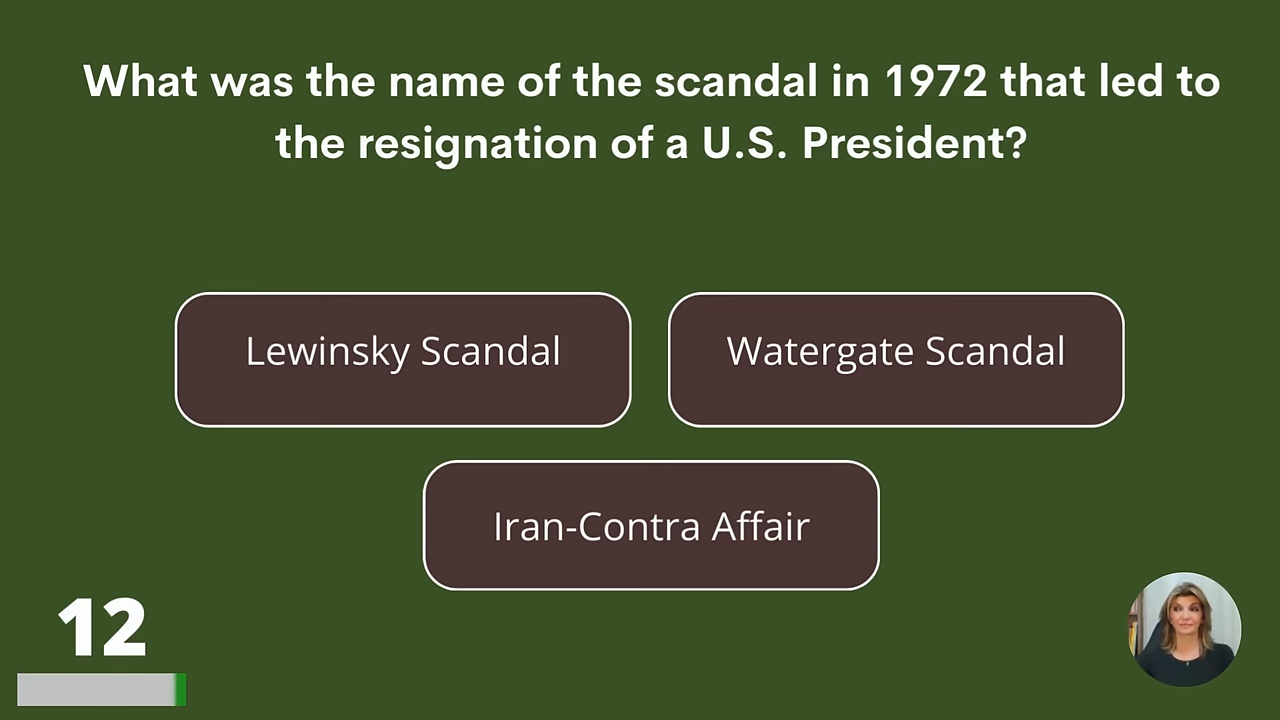 What was the name of the scandal in 1972 that led to
the resignation of a U.S. President?
Lewinsky Scandal
Watergate Scandal
Iran-Contra Affair
12